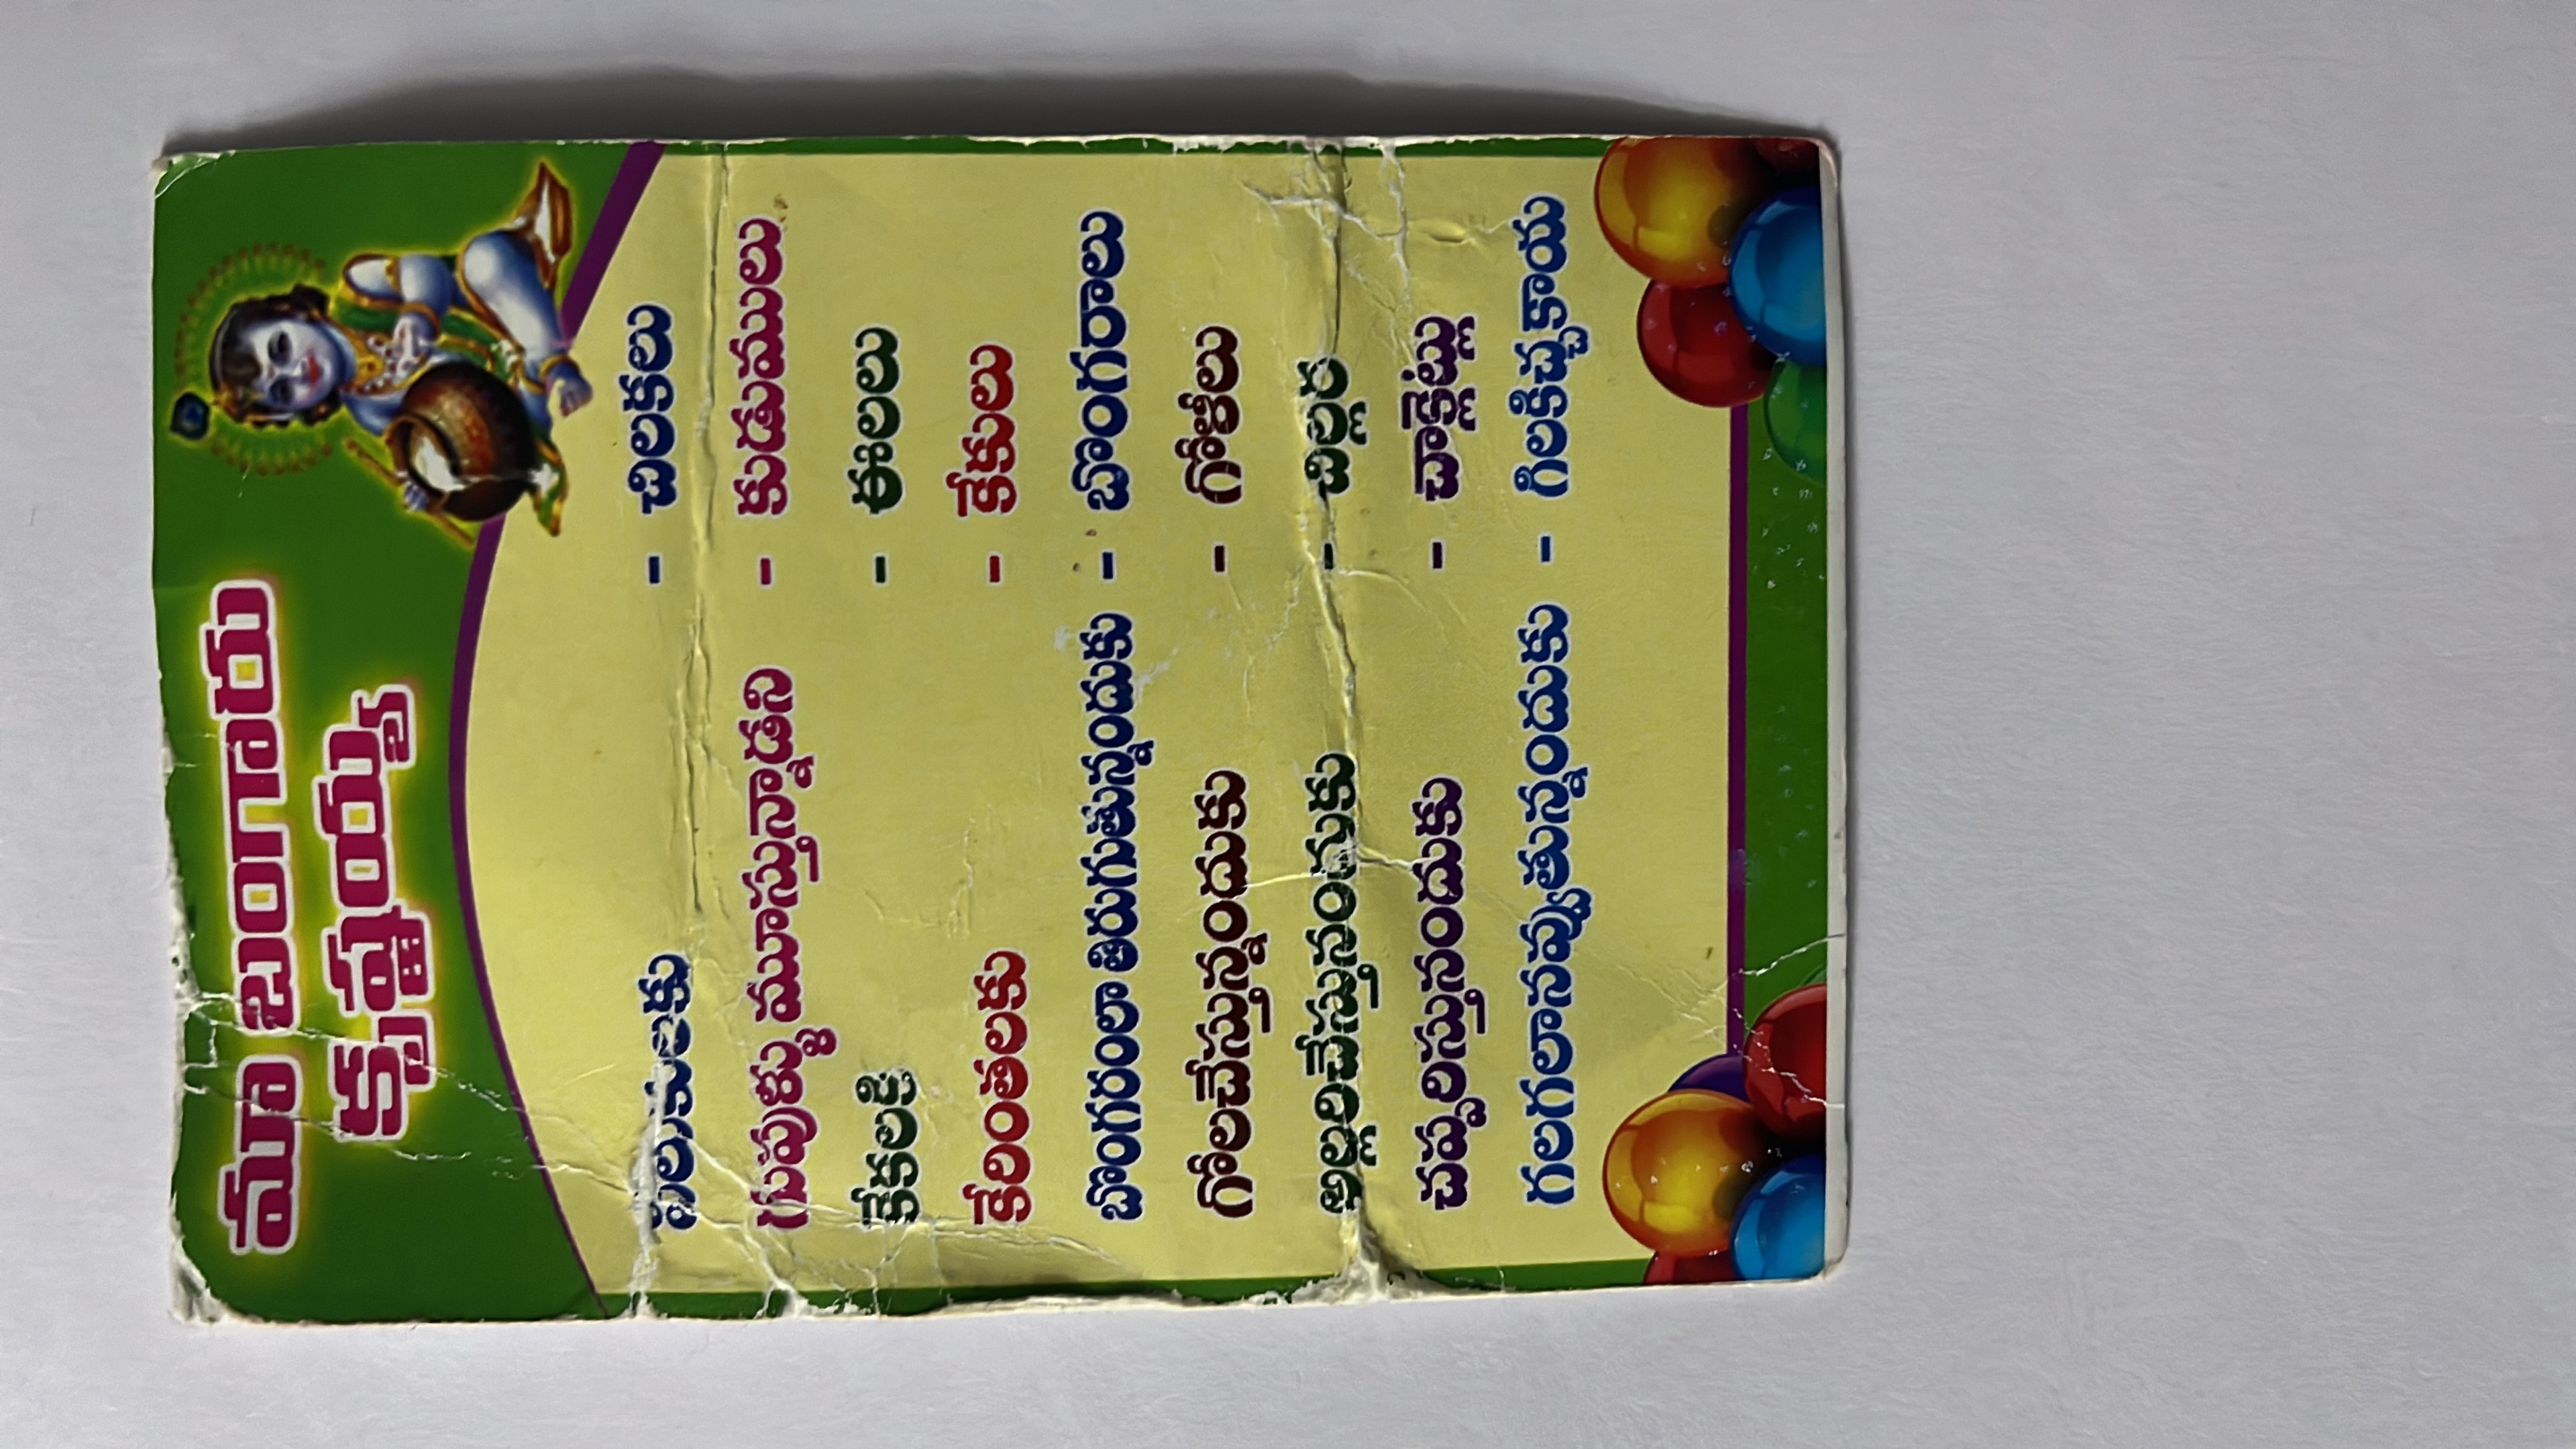 మా బంగారు
కృష్ణయ్య
పలుకులకు - చిలకలు
గుపుళ్ళు మూస్తున్నాడని - కుడుములు
కేకలకి - ఈలలు
కేరింతలకు - కేకులు
బొంగరంలా తిరుగుతున్నందుకు - బొంగరాలు
గోలచేస్తున్నందుకు - గోళీలు
అల్లరిచేస్తునందుకు - చిల్లర
చప్పరిస్తునందుకు - చాక్లెట్లు
గలగలానవ్వుతున్నందుకు - గిలకిచ్చకాయ